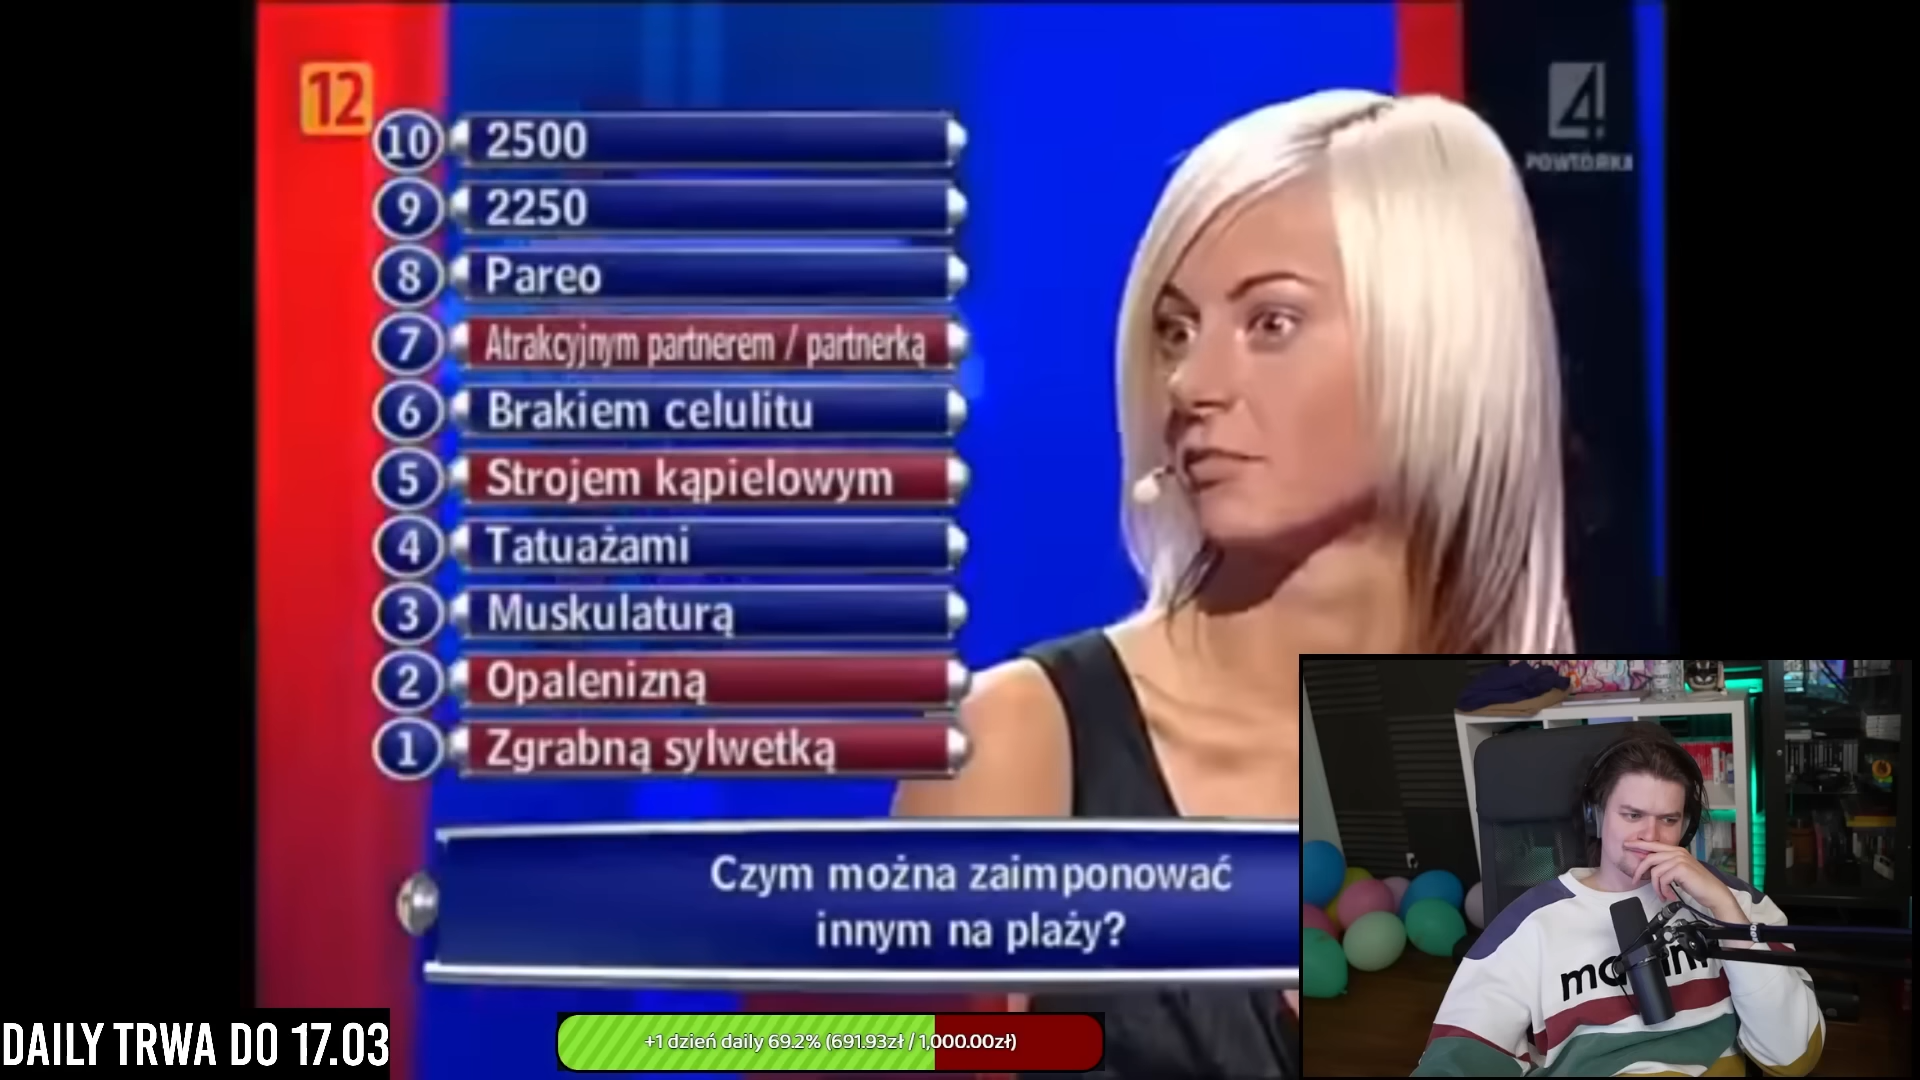 12
4
POWTÓRKA
10 2500
9 2250
8 Pareo
7 Atrakcyjnym partnerem / partnerką
6 Brakiem celulitu
5 Strojem kąpielowym
4 Tatuażami
3 Muskulaturą
2 Opalenizną
1 Zgrabną sylwetką
Czym można zaimponować
innym na plaży?
DAILY TRWA DO 17.03
+1 dzień daily 69.2% (691.93zł / 1,000.00zł)